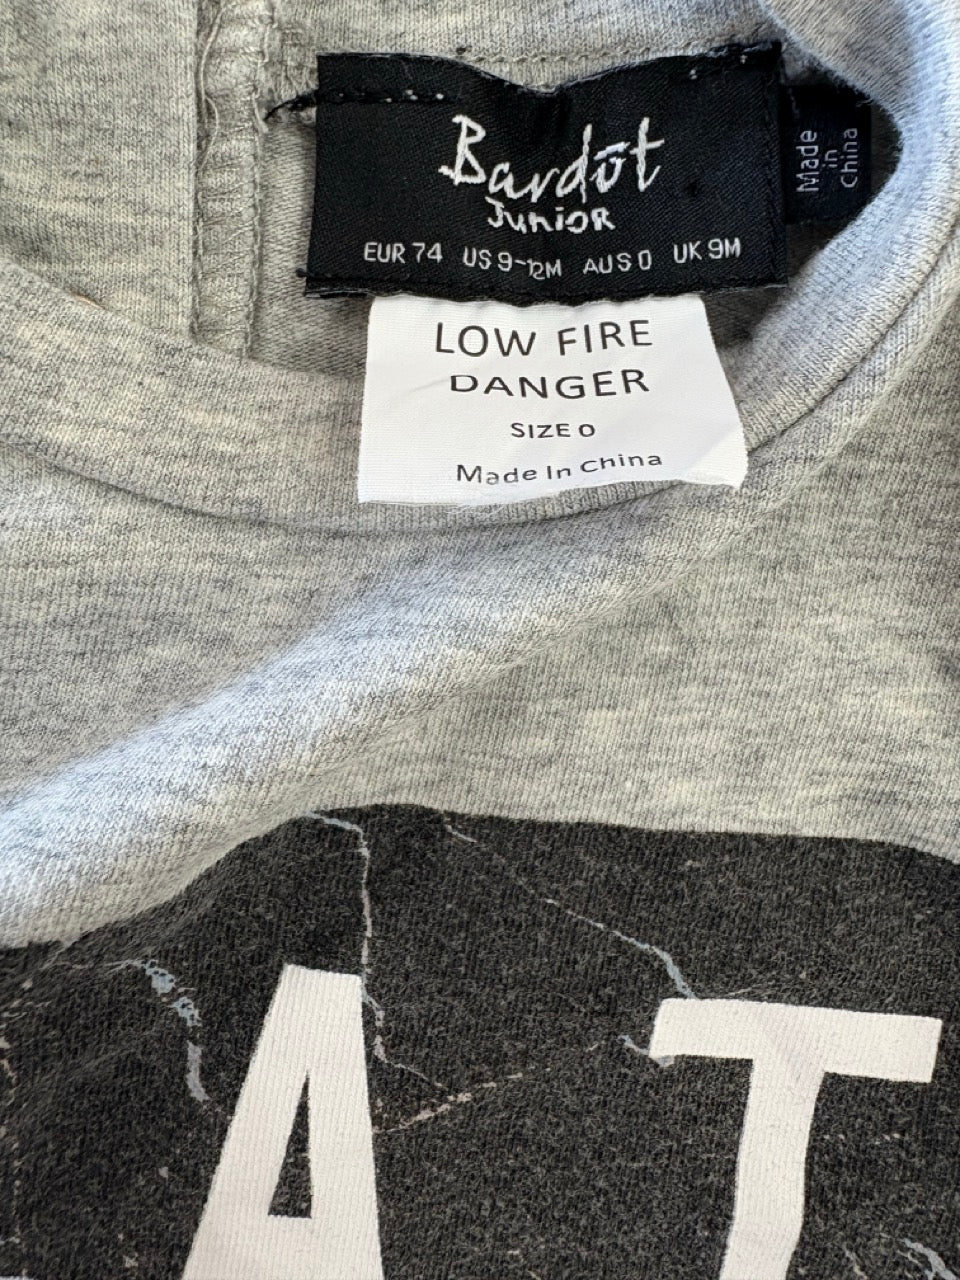 Bardot
Junior
EUR 74 US 9-12M AUS 0 UK 9M
Made
in
China
LOW FIRE
DANGER
SIZE 0
Made In China
AT